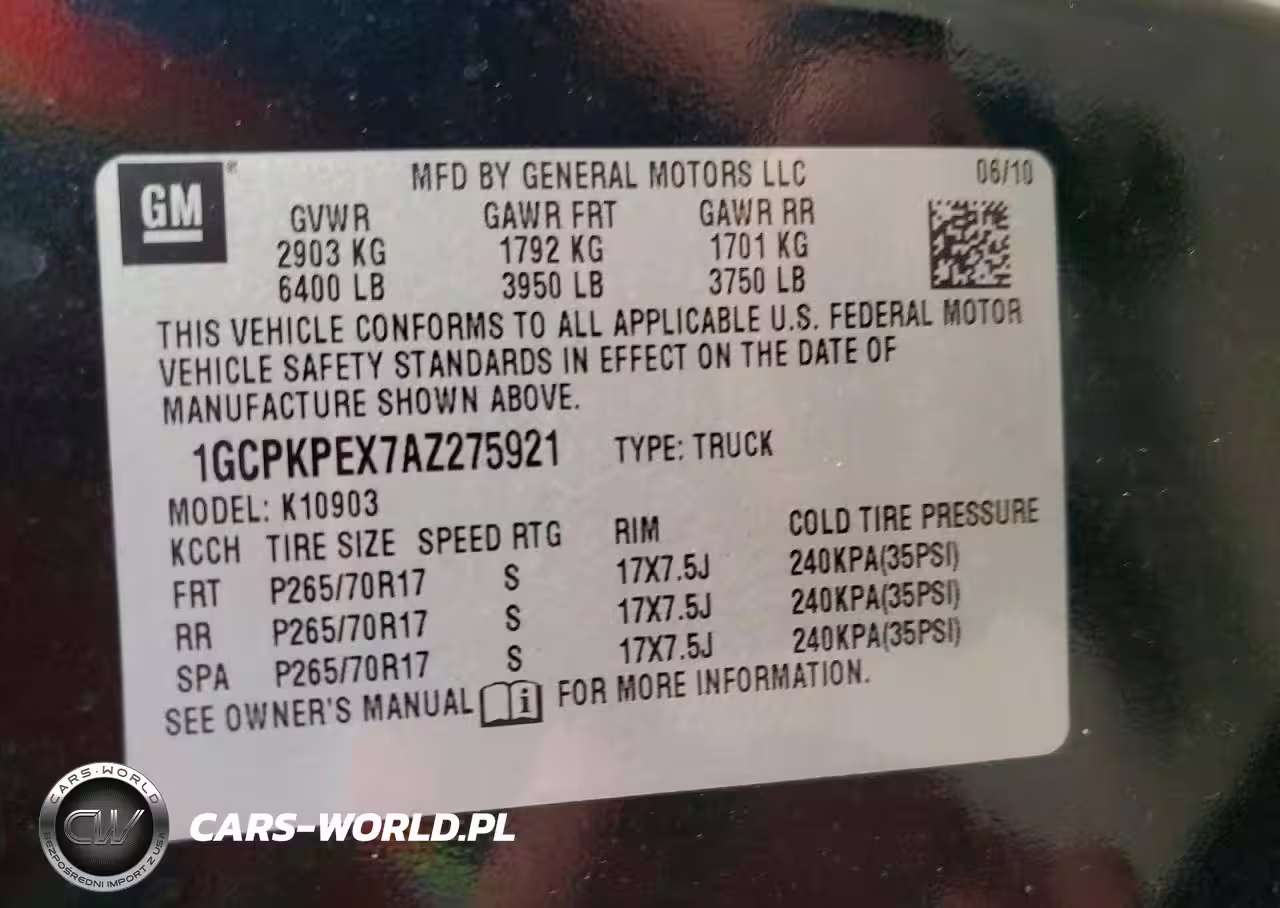 GM
MFD BY GENERAL MOTORS LLC 06/10
GVWR GAWR FRT GAWR RR
2903 KG 1792 KG 1701 KG
6400 LB 3950 LB 3750 LB
THIS VEHICLE CONFORMS TO ALL APPLICABLE U.S. FEDERAL MOTOR
VEHICLE SAFETY STANDARDS IN EFFECT ON THE DATE OF
MANUFACTURE SHOWN ABOVE.
1GCPKPEX7AZ275921 TYPE: TRUCK
MODEL: K10903
KCCH TIRE SIZE SPEED RTG RIM COLD TIRE PRESSURE
FRT P265/70R17 S 17X7.5J 240KPA(35PSI)
RR P265/70R17 S 17X7.5J 240KPA(35PSI)
SPA P265/70R17 S 17X7.5J 240KPA(35PSI)
SEE OWNER'S MANUAL i FOR MORE INFORMATION.
CARS-WORLD
CW
BEZPOŚREDNI IMPORT Z USA
CARS-WORLD.PL